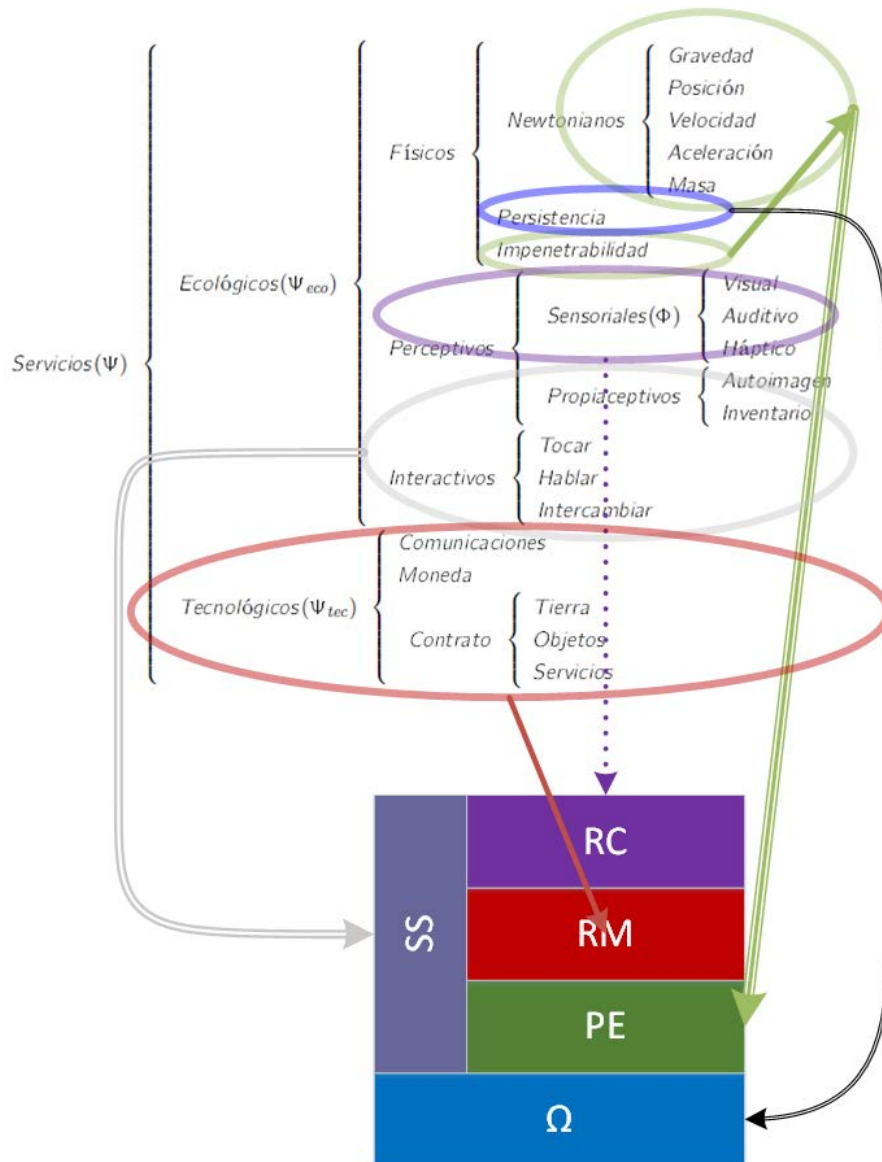 Gravedad
Posición
Newtonianos
Velocidad
Físicos
Aceleración
Masa
Persistencia
Impenetrabilidad
Ecológicos(Ψeco)
Visual
Sensoriales(Φ)
Auditivo
Perceptivos
Háptico
Servicios(Ψ)
Autoimagen
Propiaceptivos
Inventario
Tocar
Interactivos
Hablar
Intercambiar
Comunicaciones
Moneda
Tecnológicos(Ψtec)
Tierra
Contrato
Objetos
Servicios
RC
SS
RM
PE
Ω